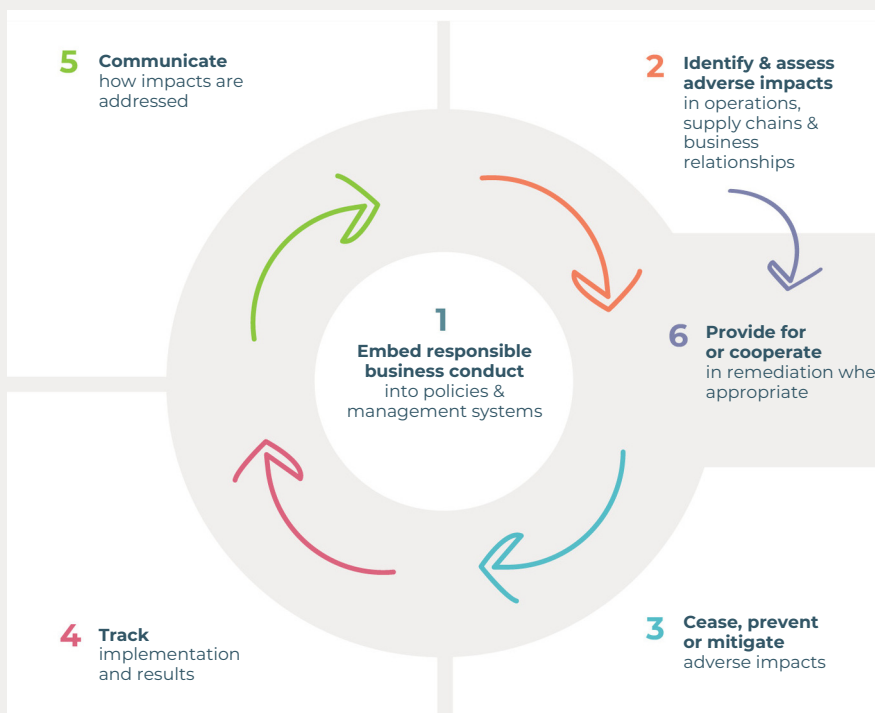 1
Embed responsible
business conduct
into policies &
management systems
2
Identify & assess
adverse impacts
in operations,
supply chains &
business
relationships
3
Cease, prevent
or mitigate
adverse impacts
4
Track
implementation
and results
5
Communicate
how impacts are
addressed
6
Provide for
or cooperate
in remediation whe
appropriate